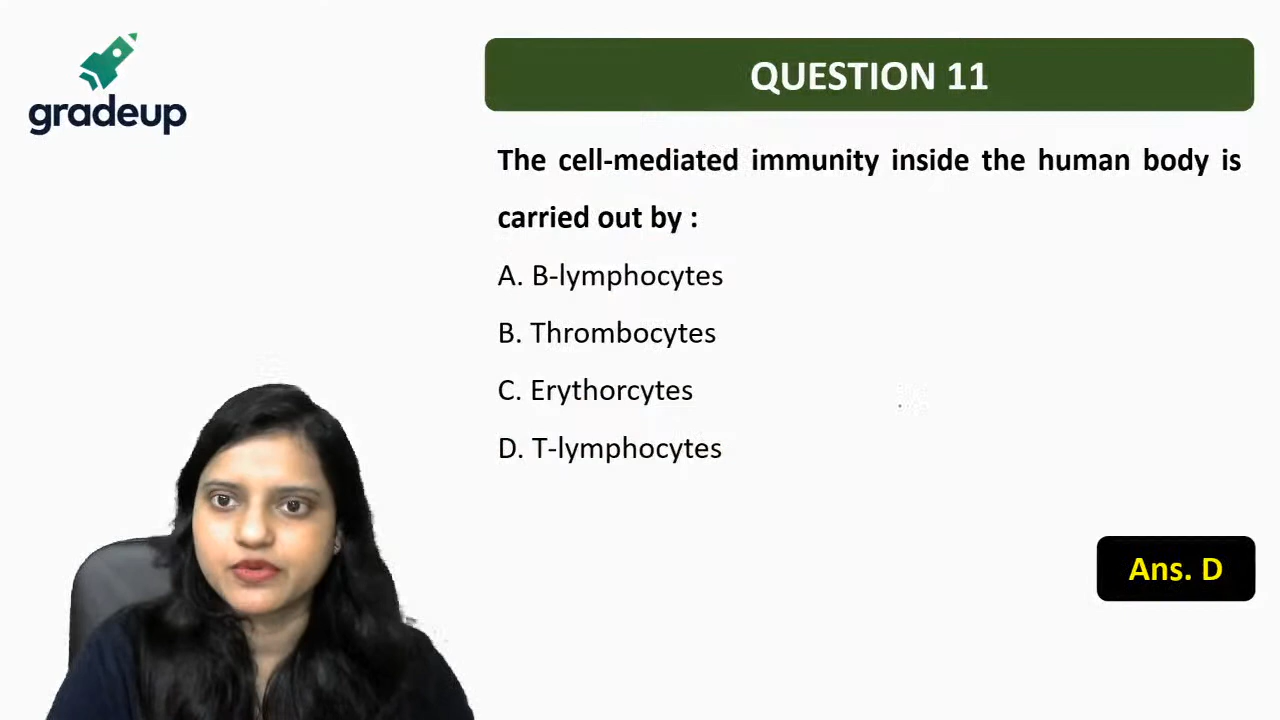 gradeup
QUESTION 11
The cell-mediated immunity inside the human body is
carried out by :
A. B-lymphocytes
B. Thrombocytes
C. Erythorcytes
D. T-lymphocytes
Ans. D